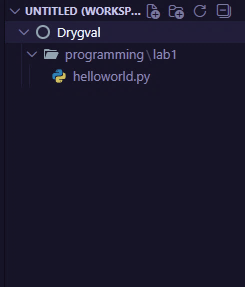 UNTITLED (WORKSP...
Drygval
programming\lab1
helloworld.py